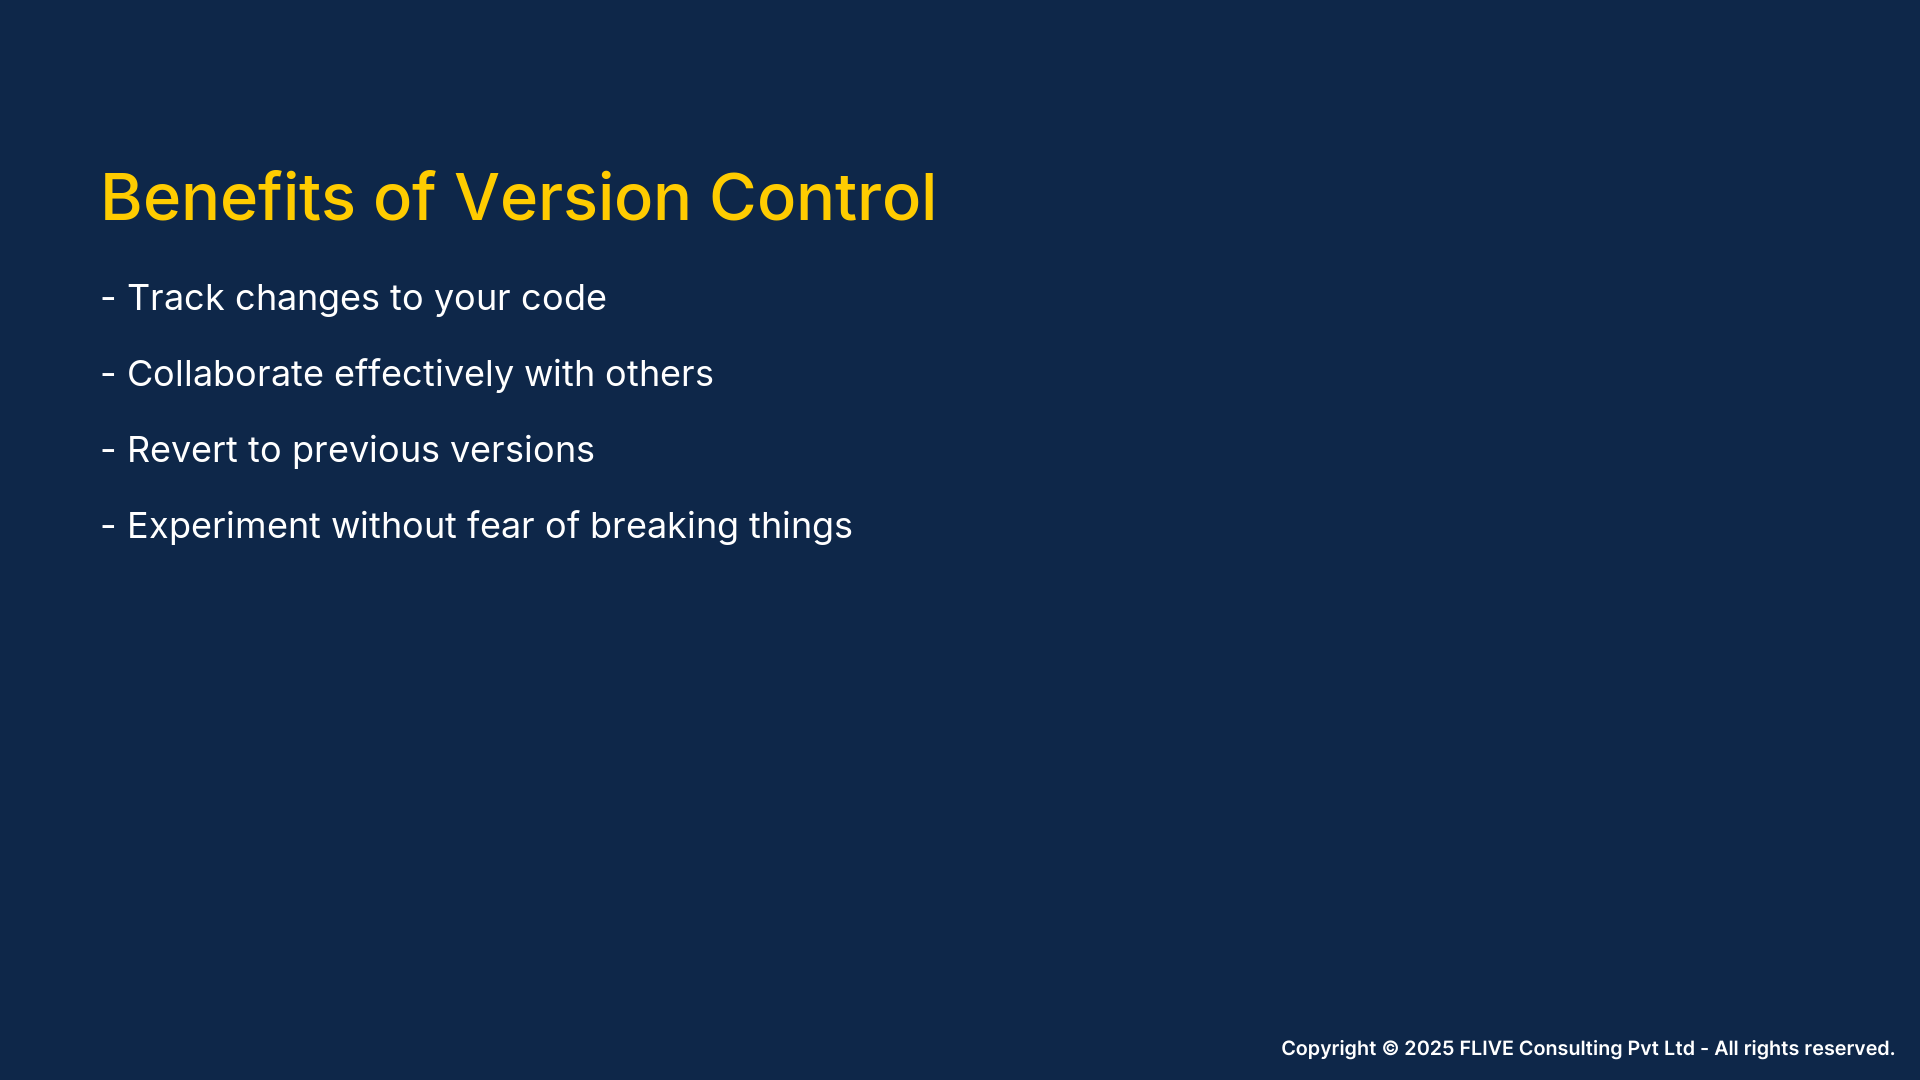 Benefits of Version Control
- Track changes to your code
- Collaborate effectively with others
- Revert to previous versions
- Experiment without fear of breaking things
Copyright © 2025 FLIVE Consulting Pvt Ltd - All rights reserved.